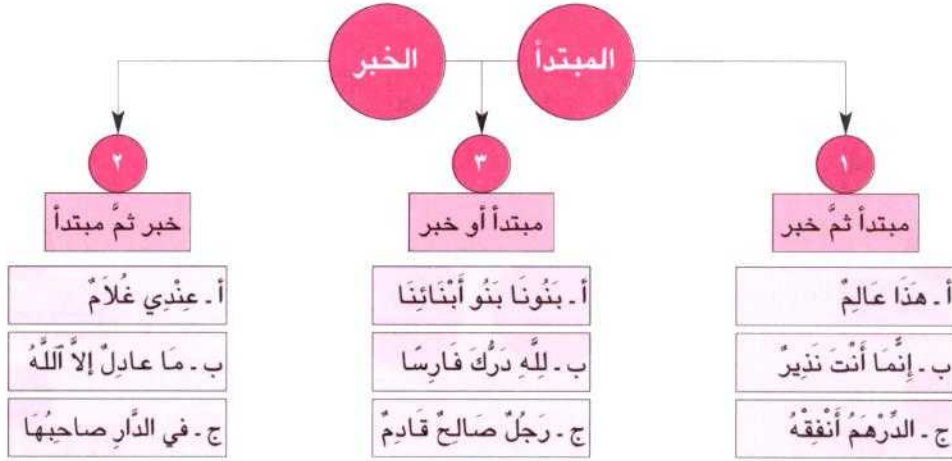 المبتدأ
الخبر
١
مبتدأ ثمَّ خبر
أ ـ هَذَا عَالِمٌ
ب ـ إِنَّمَا أَنْتَ نَذِيرٌ
ج ـ الدِّرْهَمُ أَنْفِقْهُ
٣
مبتدأ أو خبر
أ ـ بَنُونَا بَنُو أَبْنَائِنَا
ب ـ لِلَّهِ دَرُّكَ فَارِسًا
ج ـ رَجُلٌ صَالِحٌ قَادِمٌ
٢
خبر ثمَّ مبتدأ
أ ـ عِنْدِي غُلَامٌ
ب ـ مَا عادِلٌ إلاَّ ٱللَّهُ
ج ـ في الدَّارِ صاحِبُهَا